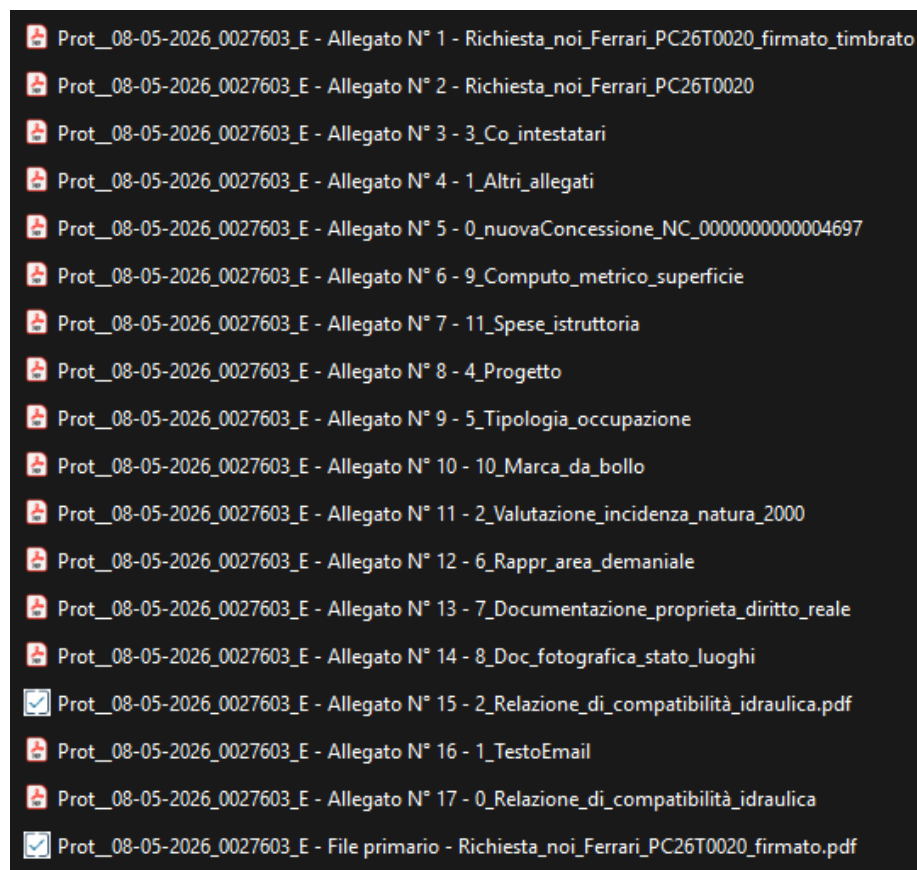 Prot__08-05-2026_0027603_E - Allegato N° 1 - Richiesta_noi_Ferrari_PC26T0020_firmato_timbrato
Prot__08-05-2026_0027603_E - Allegato N° 2 - Richiesta_noi_Ferrari_PC26T0020
Prot__08-05-2026_0027603_E - Allegato N° 3 - 3_Co_intestatari
Prot__08-05-2026_0027603_E - Allegato N° 4 - 1_Altri_allegati
Prot__08-05-2026_0027603_E - Allegato N° 5 - 0_nuovaConcessione_NC_0000000000004697
Prot__08-05-2026_0027603_E - Allegato N° 6 - 9_Computo_metrico_superficie
Prot__08-05-2026_0027603_E - Allegato N° 7 - 11_Spese_istruttoria
Prot__08-05-2026_0027603_E - Allegato N° 8 - 4_Progetto
Prot__08-05-2026_0027603_E - Allegato N° 9 - 5_Tipologia_occupazione
Prot__08-05-2026_0027603_E - Allegato N° 10 - 10_Marca_da_bollo
Prot__08-05-2026_0027603_E - Allegato N° 11 - 2_Valutazione_incidenza_natura_2000
Prot__08-05-2026_0027603_E - Allegato N° 12 - 6_Rappr_area_demaniale
Prot__08-05-2026_0027603_E - Allegato N° 13 - 7_Documentazione_proprieta_diritto_reale
Prot__08-05-2026_0027603_E - Allegato N° 14 - 8_Doc_fotografica_stato_luoghi
Prot__08-05-2026_0027603_E - Allegato N° 15 - 2_Relazione_di_compatibilità_idraulica.pdf
Prot__08-05-2026_0027603_E - Allegato N° 16 - 1_TestoEmail
Prot__08-05-2026_0027603_E - Allegato N° 17 - 0_Relazione_di_compatibilità_idraulica
Prot__08-05-2026_0027603_E - File primario - Richiesta_noi_Ferrari_PC26T0020_firmato.pdf